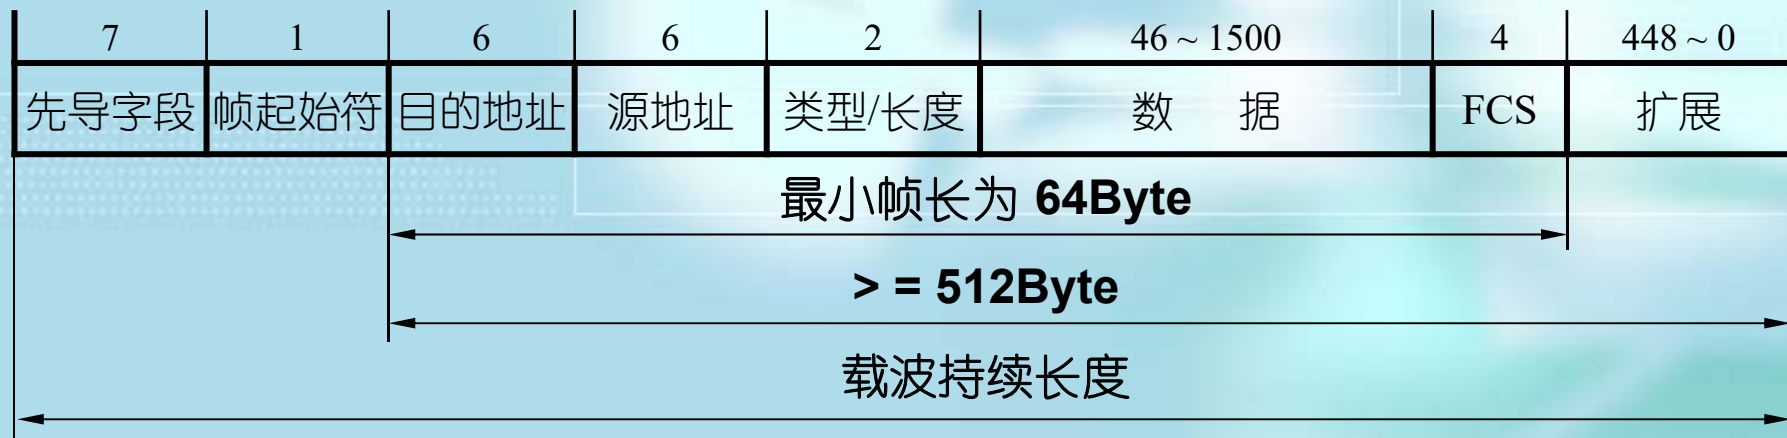 7 1 6 6 2 46 ~ 1500 4 448 ~ 0
先导字段 帧起始符 目的地址 源地址 类型/长度 数 据 FCS 扩展
最小帧长为 64Byte
> = 512Byte
载波持续长度